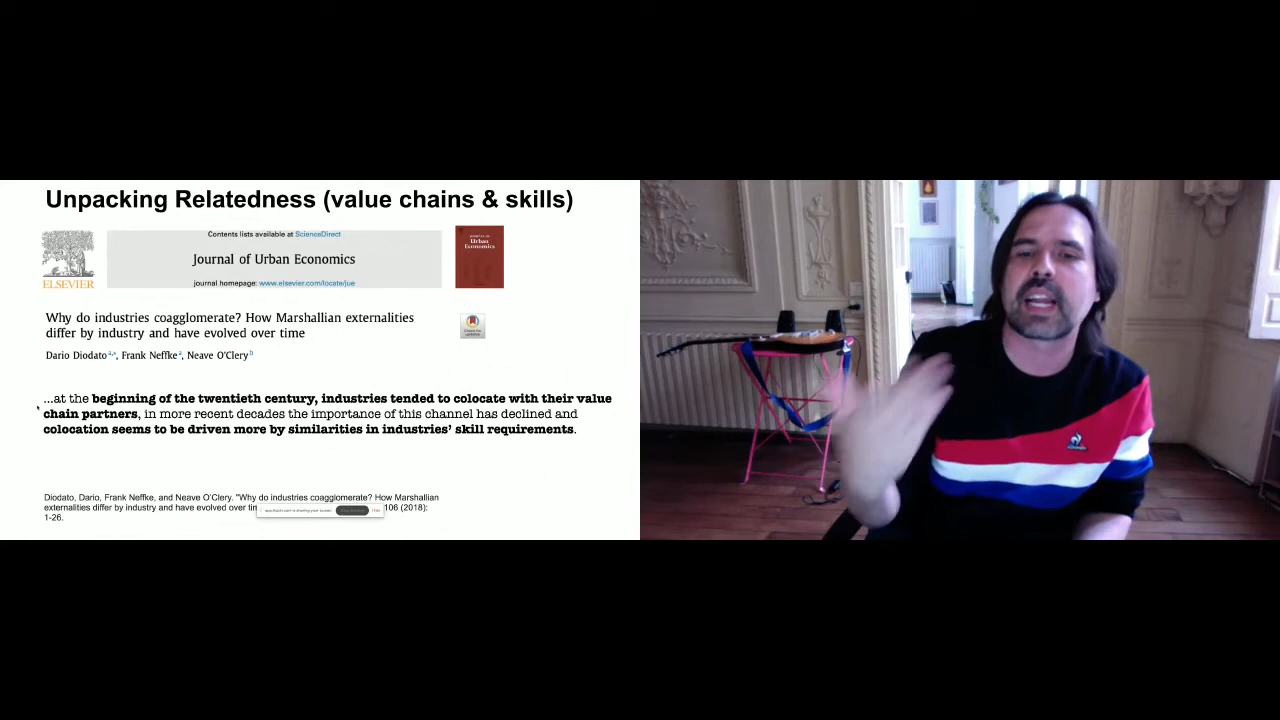 Unpacking Relatedness (value chains & skills)
Contents lists available at ScienceDirect
Journal of Urban Economics
journal homepage: www.elsevier.com/locate/jue
ELSEVIER
Urban
Economics
Why do industries coagglomerate? How Marshallian externalities
differ by industry and have evolved over time
Dario Diodato a,*, Frank Neffke a, Neave O'Clery b
...at the beginning of the twentieth century, industries tended to colocate with their value
chain partners, in more recent decades the importance of this channel has declined and
colocation seems to be driven more by similarities in industries' skill requirements.
Diodato, Dario, Frank Neffke, and Neave O'Clery. "Why do industries coagglomerate? How Marshallian
externalities differ by industry and have evolved over 106 (2018):
1-26.